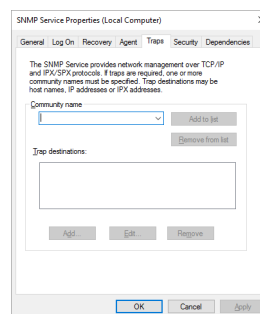 SNMP Service Properties (Local Computer)
General Log On Recovery Agent Traps Security Dependencies
The SNMP Service provides network management over TCP/IP
and IPX/SPX protocols. If traps are required, one or more
community names must be specified. Trap destinations may be
host names, IP addresses or IPX addresses.
Community name
Add to list
Remove from list
Trap destinations:
Add... Edit... Remove
OK Cancel Apply